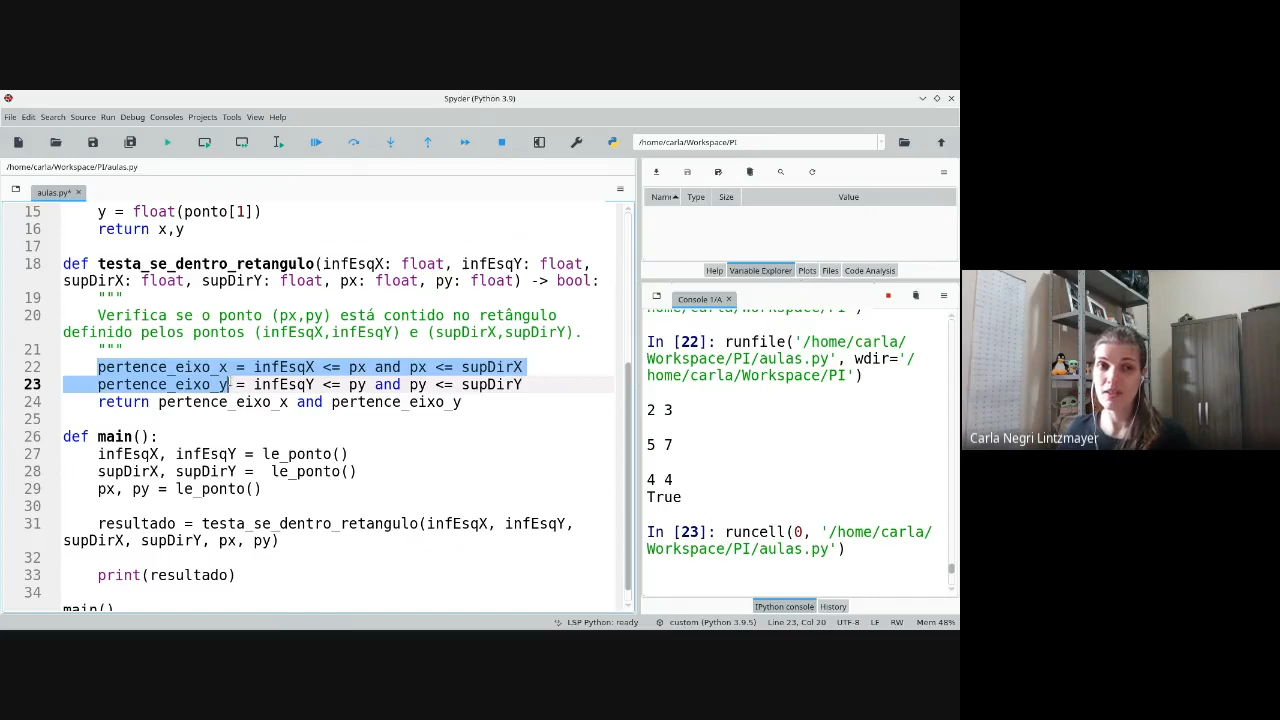 Spyder (Python 3.9)
File Edit Search Source Run Debug Consoles Projects Tools View Help
/home/carla/Workspace/PI
/home/carla/Workspace/PI/aulas.py
aulas.py*
15 y = float(ponto[1])
16 return x,y
17
18 def testa_se_dentro_retangulo(infEsqX: float, infEsqY: float,
supDirX: float, supDirY: float, px: float, py: float) -> bool:
19 """
20 Verifica se o ponto (px,py) está contido no retângulo
definido pelos pontos (infEsqX,infEsqY) e (supDirX,supDirY).
21 """
22 pertence_eixo_x = infEsqX <= px and px <= supDirX
23 pertence_eixo_y = infEsqY <= py and py <= supDirY
24 return pertence_eixo_x and pertence_eixo_y
25
26 def main():
27 infEsqX, infEsqY = le_ponto()
28 supDirX, supDirY =  le_ponto()
29 px, py = le_ponto()
30
31 resultado = testa_se_dentro_retangulo(infEsqX, infEsqY,
supDirX, supDirY, px, py)
32
33 print(resultado)
34
main()
Name Type Size Value
Help Variable Explorer Plots Files Code Analysis
Console 1/A
home/carla/Workspace/PI')
In [22]: runfile('/home/carla/
Workspace/PI/aulas.py', wdir='/
home/carla/Workspace/PI')
2 3
5 7
4 4
True
In [23]: runcell(0, '/home/carla/
Workspace/PI/aulas.py')
IPython console History
LSP Python: ready custom (Python 3.9.5) Line 23, Col 20 UTF-8 LF RW Mem 48%
Carla Negri Lintzmayer